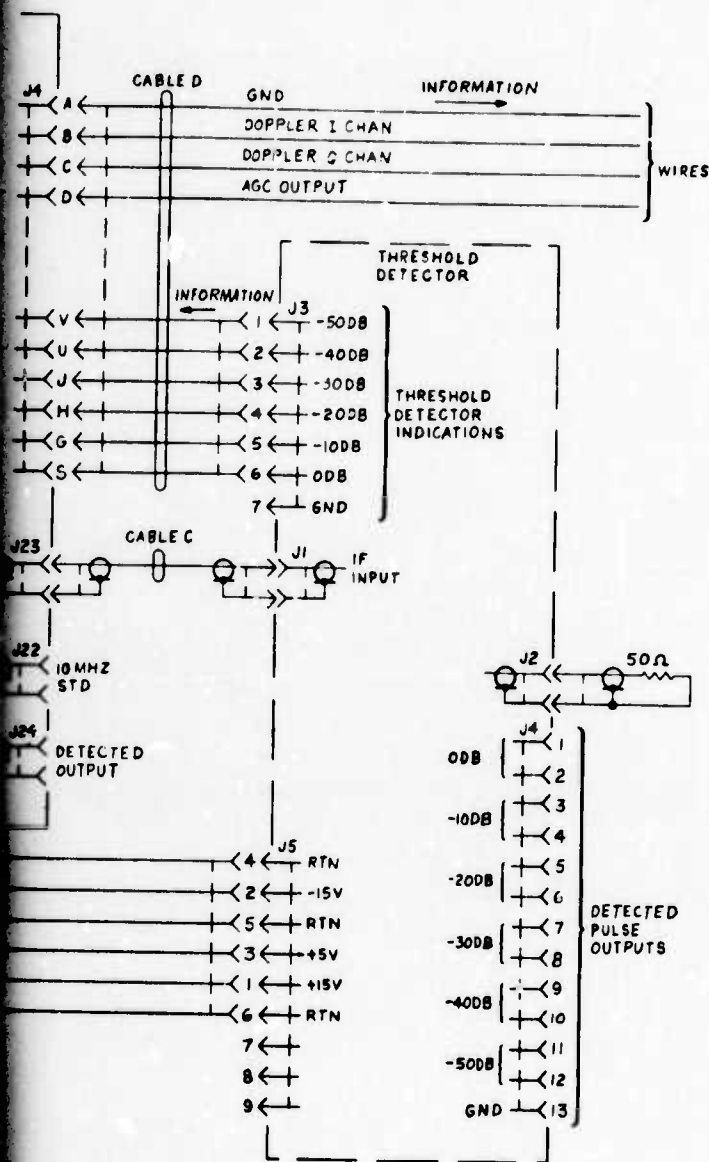 CABLE D
INFORMATION
J4
A
GND
B
DOPPLER I CHAN
C
DOPPLER Q CHAN
D
AGC OUTPUT
WIRES
THRESHOLD
DETECTOR
INFORMATION
J3
V 1 -50DB
U 2 -40DB
J 3 -30DB
H 4 -20DB
G 5 -10DB
S 6 0DB
7 GND
THRESHOLD
DETECTOR
INDICATIONS
CABLE C
J23
J1
IF
INPUT
J22
10 MHZ
STD
J24
DETECTED
OUTPUT
J2
50Ω
J4
0DB
1
2
-10DB
3
4
-20DB
5
6
-30DB
7
8
-40DB
9
10
-50DB
11
12
GND 13
DETECTED
PULSE
OUTPUTS
J5
4 RTN
2 -15V
5 RTN
3 +5V
1 +15V
6 RTN
7
8
9